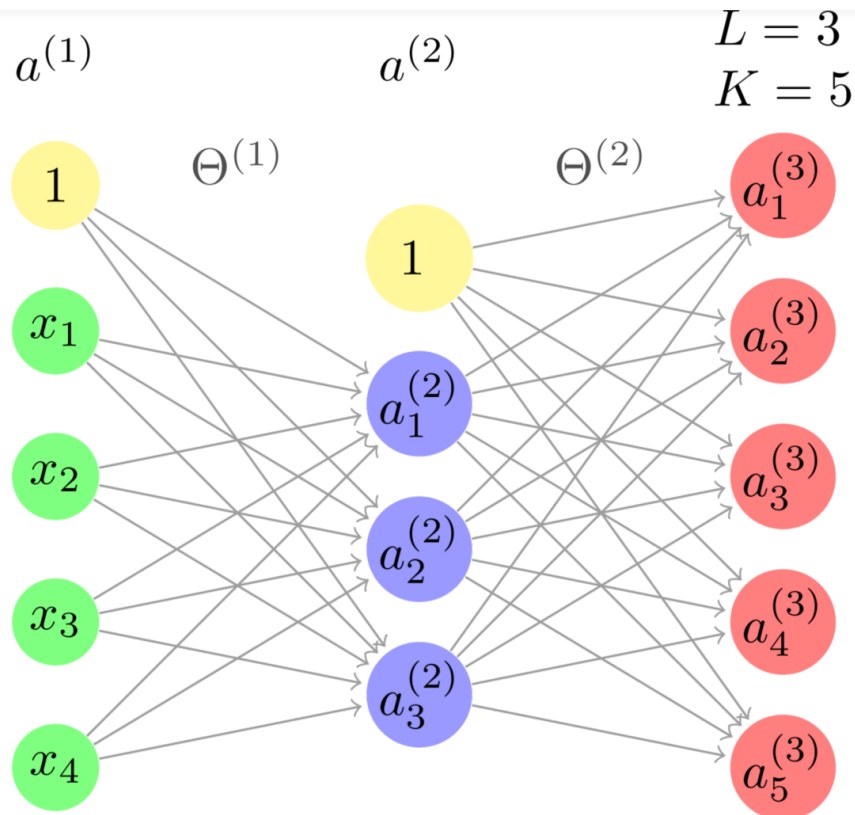 a^{(1)}
a^{(2)}
L = 3
K = 5
Θ^{(1)}
Θ^{(2)}
1
x_1
x_2
x_3
x_4
1
a_1^{(2)}
a_2^{(2)}
a_3^{(2)}
a_1^{(3)}
a_2^{(3)}
a_3^{(3)}
a_4^{(3)}
a_5^{(3)}